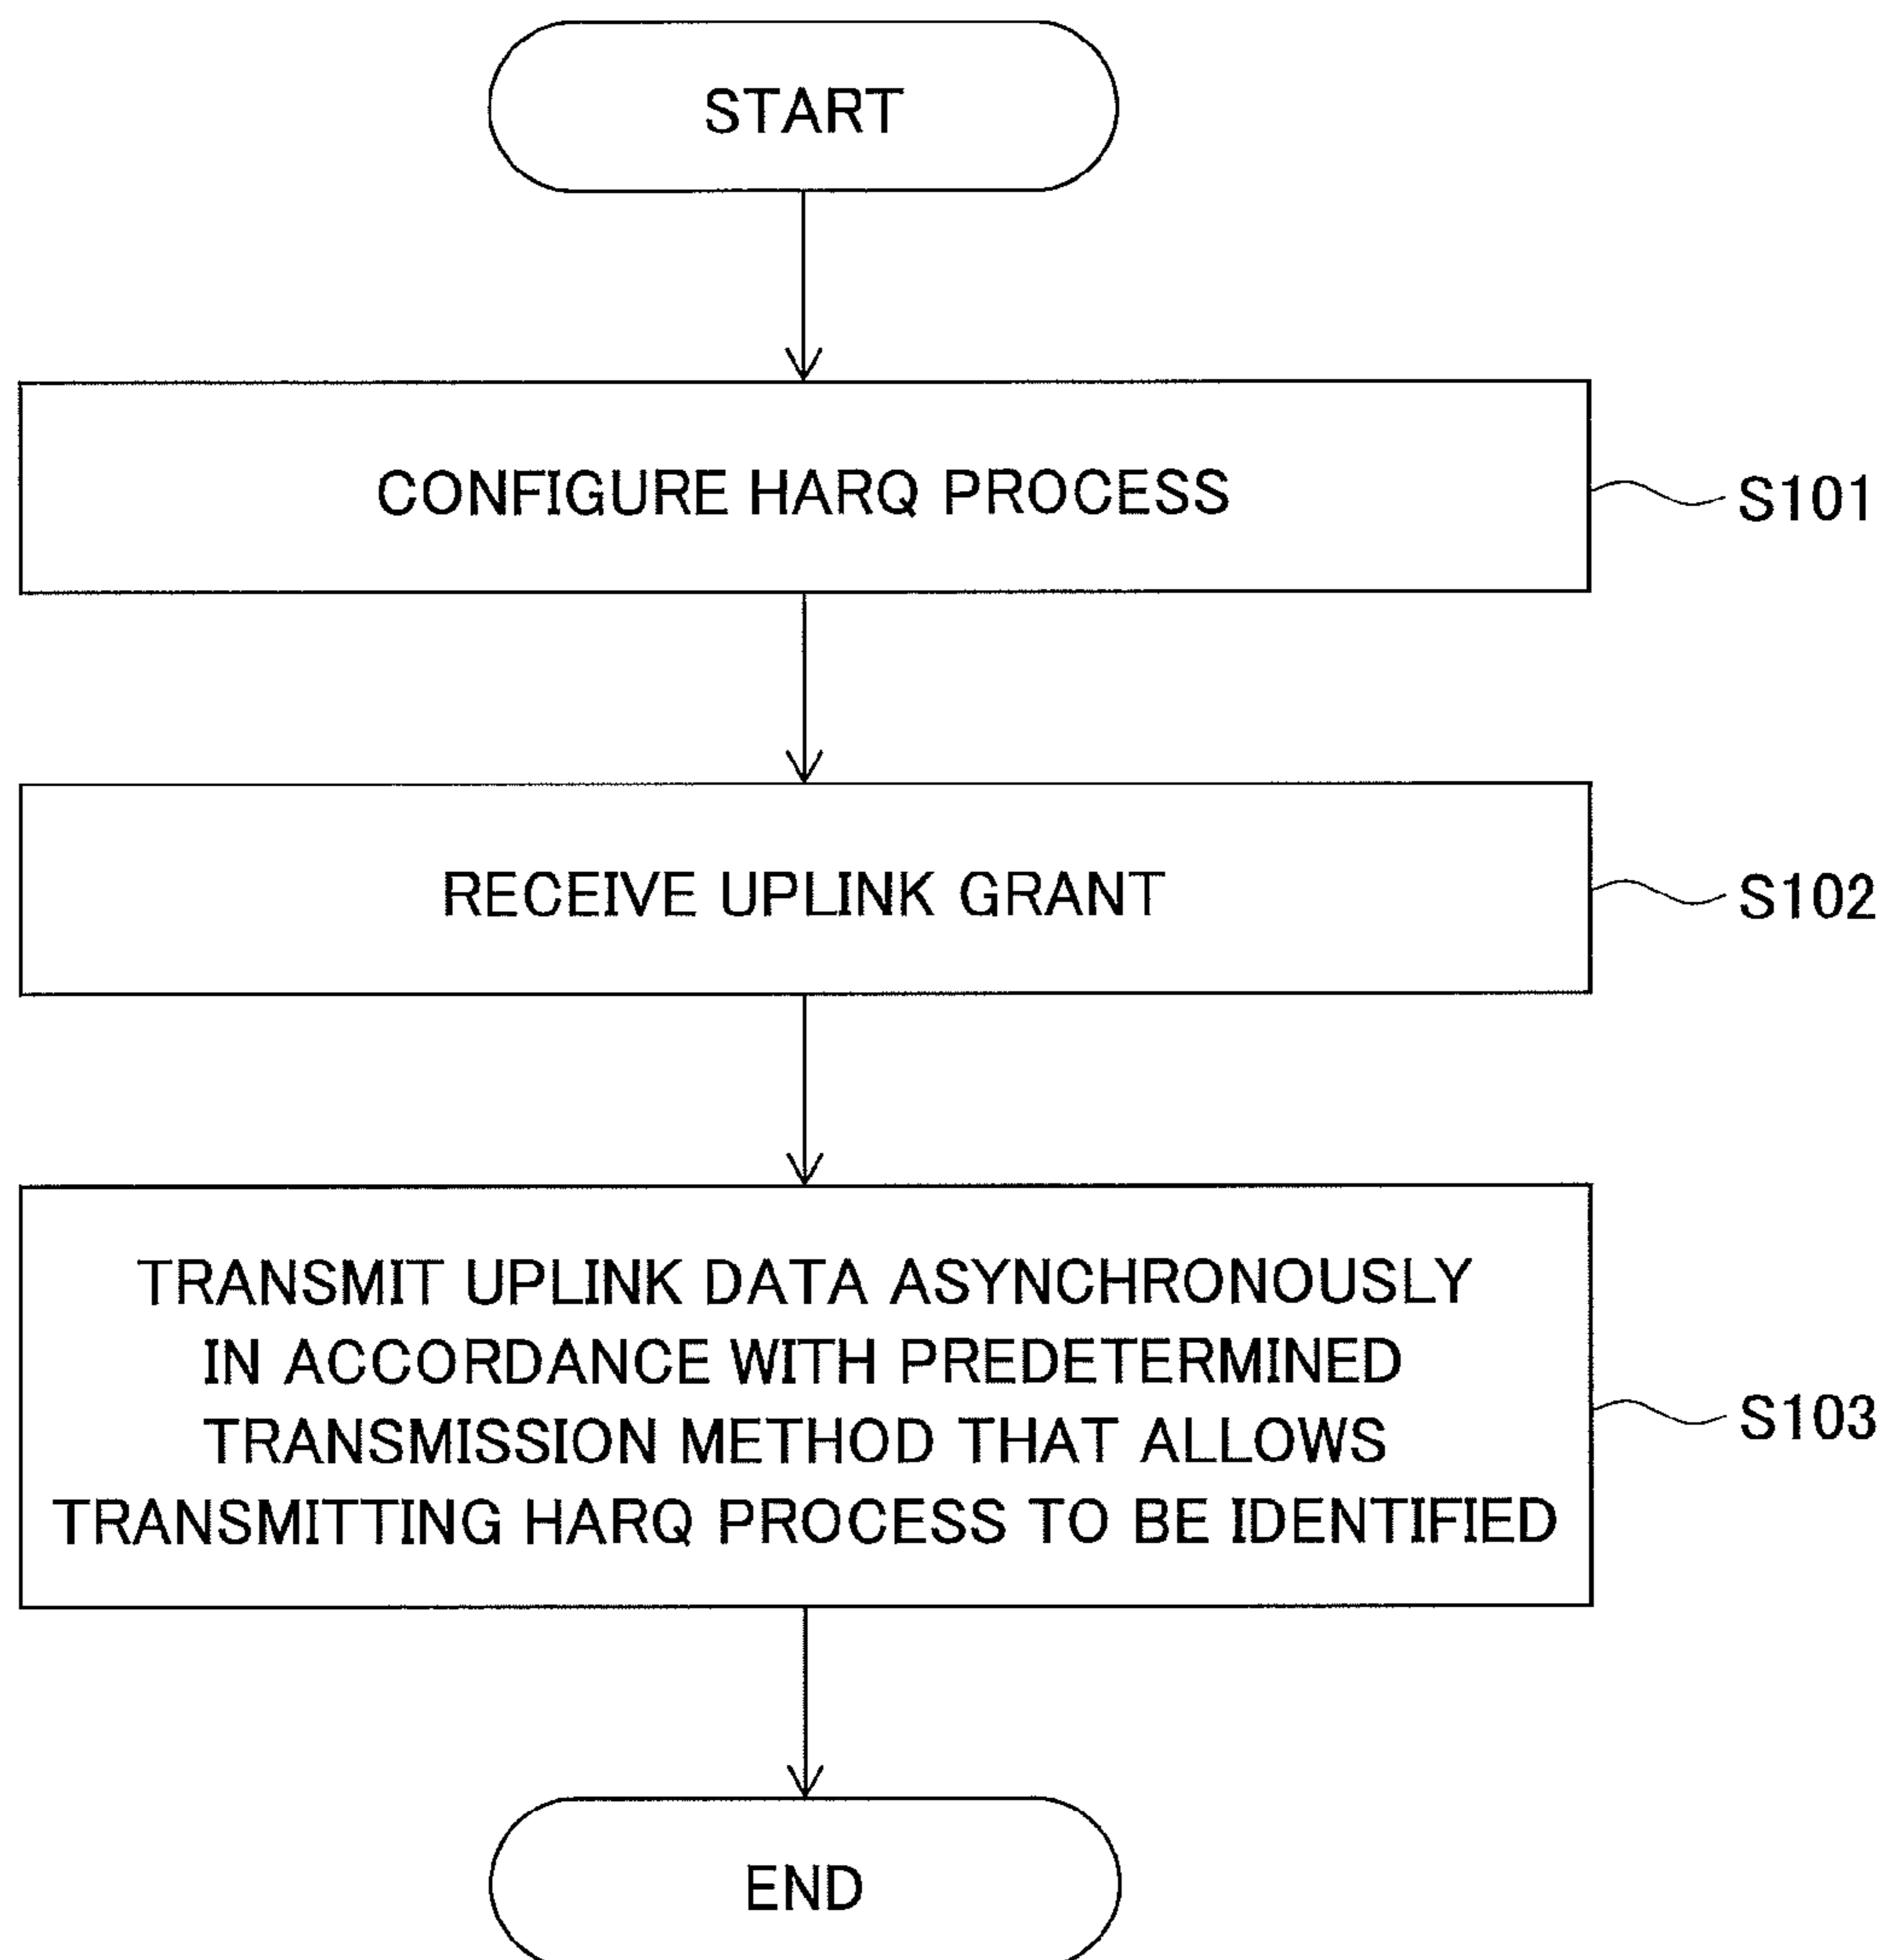 START
CONFIGURE HARQ PROCESS
S101
RECEIVE UPLINK GRANT
S102
TRANSMIT UPLINK DATA ASYNCHRONOUSLY
IN ACCORDANCE WITH PREDETERMINED
TRANSMISSION METHOD THAT ALLOWS
TRANSMITTING HARQ PROCESS TO BE IDENTIFIED
S103
END